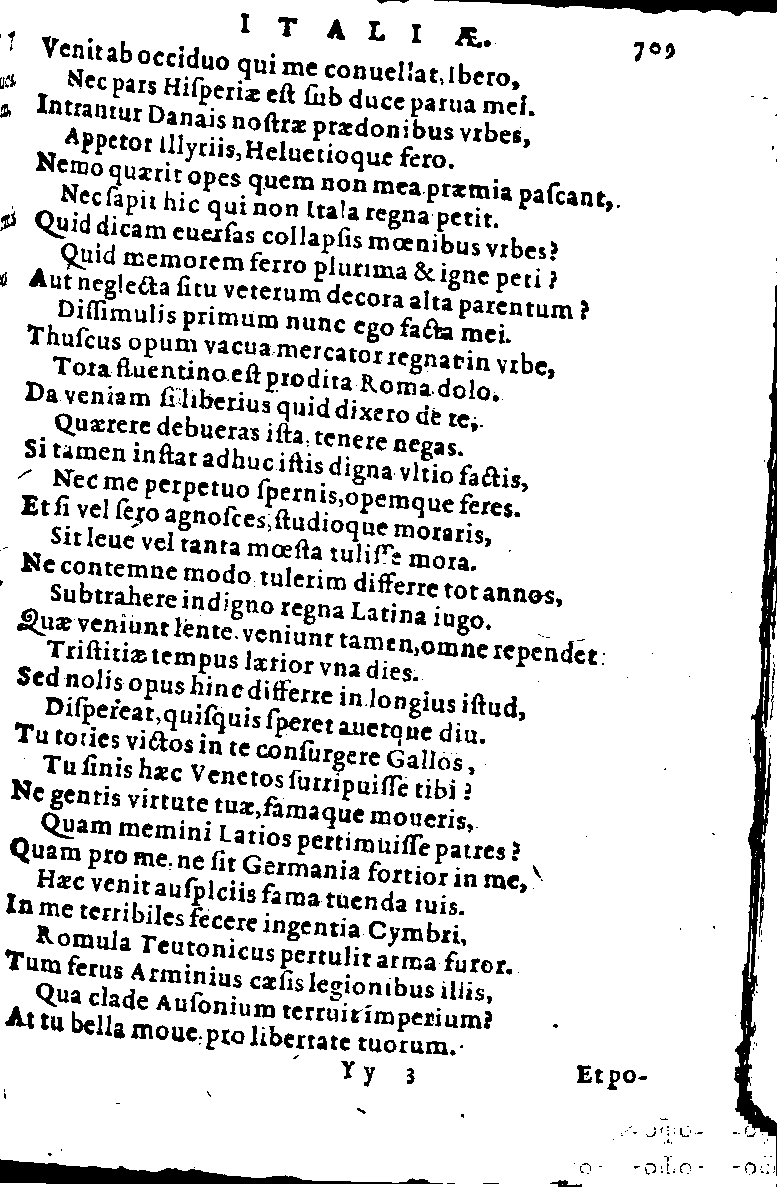 ITALIÆ. 709
Venit ab occiduo qui me conuellat, Ibero,
Nec pars Hiſperiæ eſt ſub duce parua meſ.
Intrantur Danais noſtræ prædonibus vrbes,
Appetor Illyriis, Heluetioque fero.
Nemo quærit opes quem non mea præmia paſcant,
Nec ſapit hic qui non Itala regna petit.
Quid dicam euerſas collapſis mœnibus vrbes?
Quid memorem ferro plurima & igne peti?
Aut neglecta ſitu veterum decora alta parentum?
Diſſimulis primum nunc ego facta mei.
Thuſcus opum vacua mercator regnat in vrbe,
Tota fluentino eſt prodita Roma dolo.
Da veniam ſi liberius quid dixero de te,
Quærere debueras iſta, tenere negas.
Si tamen inſtat adhuc iſtis digna vltio factis,
Nec me perpetuo ſpernis, opemque feres.
Et ſi vel ſero agnoſces, ſtudioque moraris,
Sit leue vel tanta mœſta tuliſſe mora.
Ne contemne modo tulerim differre tot annos,
Subtrahere indigno regna Latina iugo.
Quæ veniunt lente veniunt tamen, omne rependet
Triſtitiæ tempus lætior vna dies.
Sed nolis opus hinc differre in longius iſtud,
Diſpereat, quiſquis ſperet auetque diu.
Tu toties victos in te conſurgere Gallos,
Tu ſinis hæc Venetos ſurripuiſſe tibi?
Ne gentis virtute tuæ, famaque moueris,
Quam memini Latios pertimuiſſe patres?
Quam pro me, ne ſit Germania fortior in me,
Hæc venit auſpiciis fama tuenda tuis.
In me terribiles fecere ingentia Cymbri,
Romula Teutonicus pertulit arma furor.
Tum ferus Arminius cæſis legionibus illis,
Qua clade Auſonium terruit imperium?
At tu bella moue, pro libertate tuorum.
Yy 3 Et po-